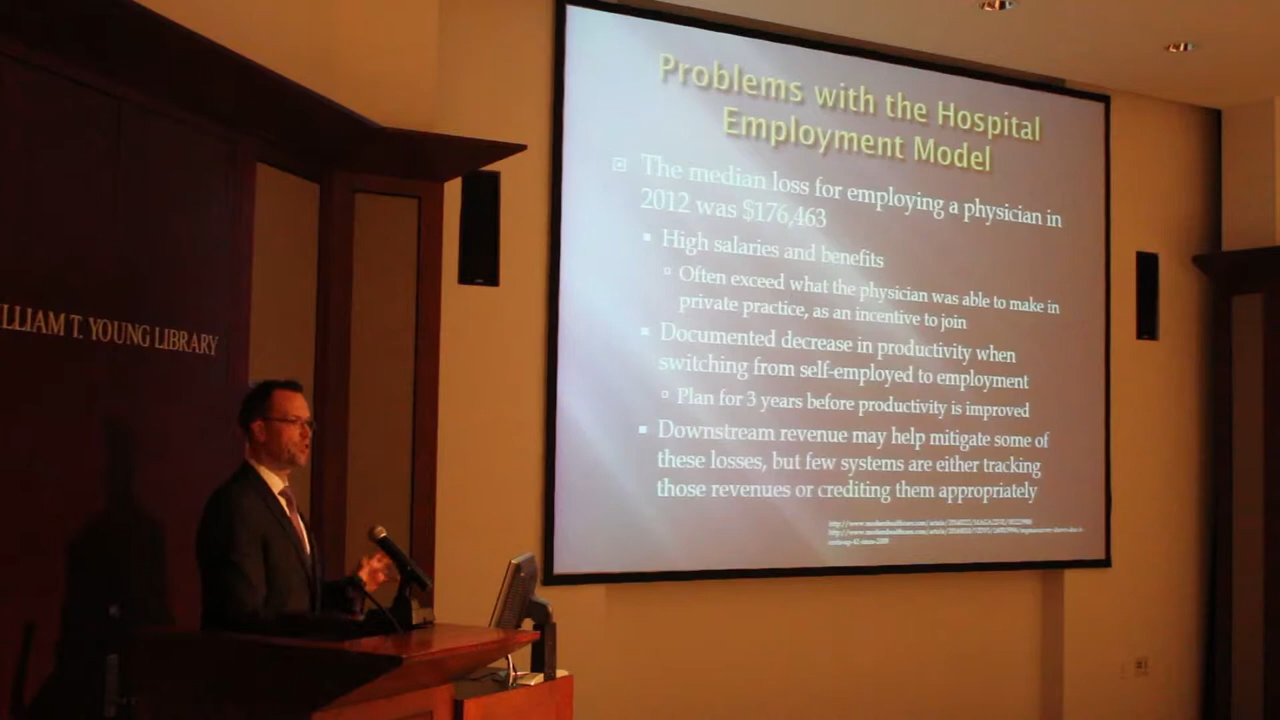 LLIAM T. YOUNG LIBRARY
Problems with the Hospital
Employment Model
The median loss for employing a physician in
2012 was $176,463
High salaries and benefits
Often exceed what the physician was able to make in
private practice, as an incentive to join
Documented decrease in productivity when
switching from self-employed to employment
Plan for 3 years before productivity is improved
Downstream revenue may help mitigate some of
these losses, but few systems are either tracking
those revenues or crediting them appropriately